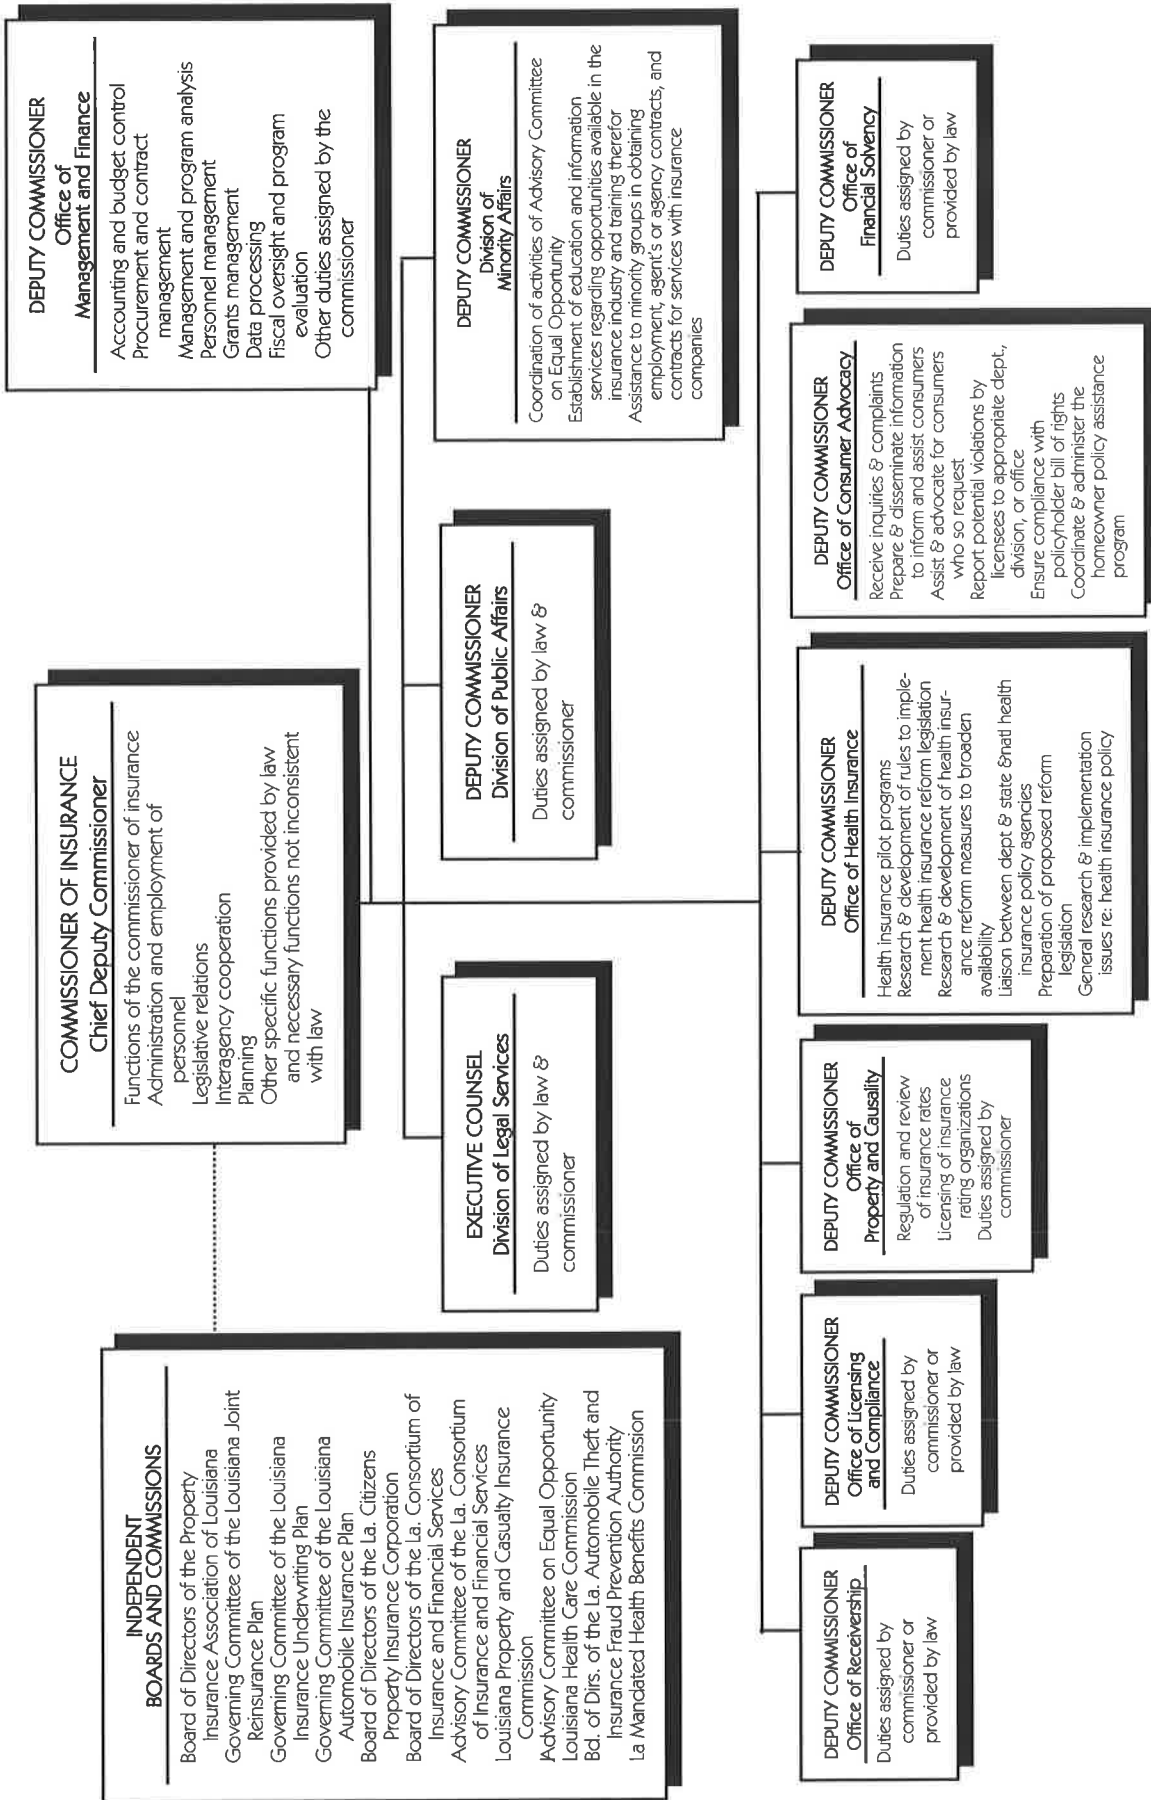 COMMISSIONER OF INSURANCE
Chief Deputy Commissioner
Functions of the commissioner of insurance
Administration and employment of
personnel
Legislative relations
Interagency cooperation
Planning
Other specific functions provided by law
and necessary functions not inconsistent
with law
DEPUTY COMMISSIONER
Office of
Management and Finance
Accounting and budget control
Procurement and contract
management
Management and program analysis
Personnel management
Grants management
Data processing
Fiscal oversight and program
evaluation
Other duties assigned by the
commissioner
INDEPENDENT
BOARDS AND COMMISSIONS
Board of Directors of the Property
Insurance Association of Louisiana
Governing Committee of the Louisiana Joint
Reinsurance Plan
Governing Committee of the Louisiana
Insurance Underwriting Plan
Governing Committee of the Louisiana
Automobile Insurance Plan
Board of Directors of the La. Citizens
Property Insurance Corporation
Board of Directors of the La. Consortium of
Insurance and Financial Services
Advisory Committee of the La. Consortium
of Insurance and Financial Services
Louisiana Property and Casualty Insurance
Commission
Advisory Committee on Equal Opportunity
Louisiana Health Care Commission
Bd. of Dirs. of the La. Automobile Theft and
Insurance Fraud Prevention Authority
La Mandated Health Benefits Commission
EXECUTIVE COUNSEL
Division of Legal Services
Duties assigned by law &
commissioner
DEPUTY COMMISSIONER
Division of Public Affairs
Duties assigned by law &
commissioner
DEPUTY COMMISSIONER
Division of
Minority Affairs
Coordination of activities of Advisory Committee
on Equal Opportunity
Establishment of education and information
services regarding opportunities available in the
insurance industry and training therefor
Assistance to minority groups in obtaining
employment, agent's or agency contracts, and
contracts for services with insurance
companies
DEPUTY COMMISSIONER
Office of Receivership
Duties assigned by
commissioner or
provided by law
DEPUTY COMMISSIONER
Office of Licensing
and Compliance
Duties assigned by
commissioner or
provided by law
DEPUTY COMMISSIONER
Office of
Property and Causality
Regulation and review
of insurance rates
Licensing of insurance
rating organizations
Duties assigned by
commissioner
DEPUTY COMMISSIONER
Office of Health Insurance
Health insurance pilot programs
Research & development of rules to imple-
ment health insurance reform legislation
Research & development of health insur-
ance rreform measures to broaden
availability
Liaison between dept & state &natl health
insurance policy agencies
Preparation of proposed reform
legislation
General research & implementation
issues re: health insurance policy
DEPUTY COMMISSIONER
Office of Consumer Advocacy
Receive inquiries & complaints
Prepare & disseminate information
to inform and assist consumers
Assist & advocate for consumers
who so request
Report potential violations by
licensees to appropriate dept.,
division, or office
Ensure compliance with
policyholder bill of rights
Coordinate & administer the
homeowner policy assistance
program
DEPUTY COMMISSIONER
Office of
Financial Solvency
Duties assigned by
commissioner or
provided by law